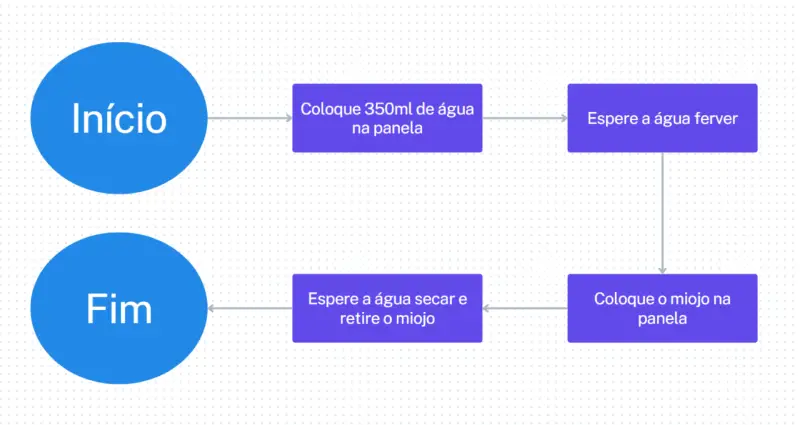 Início
Coloque 350ml de água
na panela
Espere a água ferver
Coloque o miojo na
panela
Espere a água secar e
retire o miojo
Fim